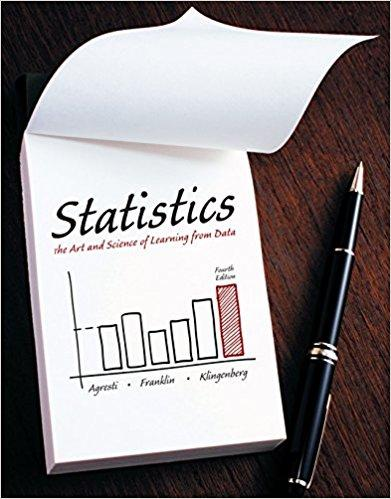 Statistics
The Art and Science of Learning from Data
Fourth
Edition
Agresti • Franklin • Klingenberg